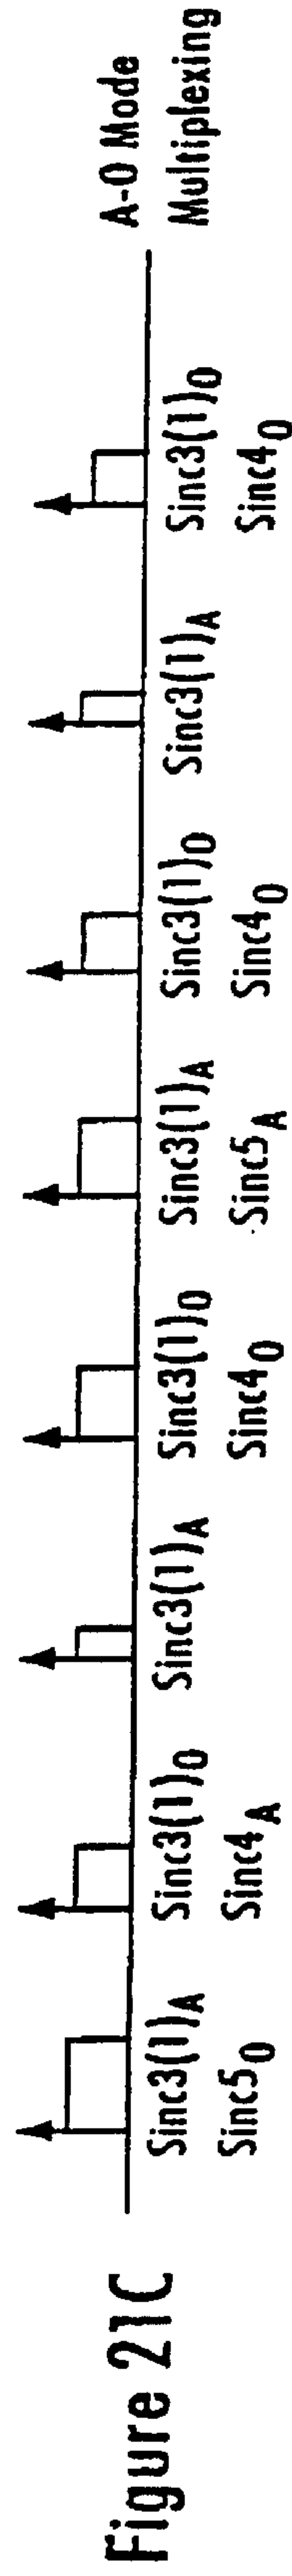 Figure 21C
Sinc3(1)A
Sinc5O
Sinc3(1)O
Sinc4A
Sinc3(1)A
Sinc3(1)O
Sinc4O
Sinc3(1)A
Sinc5A
Sinc3(1)O
Sinc4O
Sinc3(1)A
Sinc3(1)O
Sinc4O
A-O Mode
Multiplexing